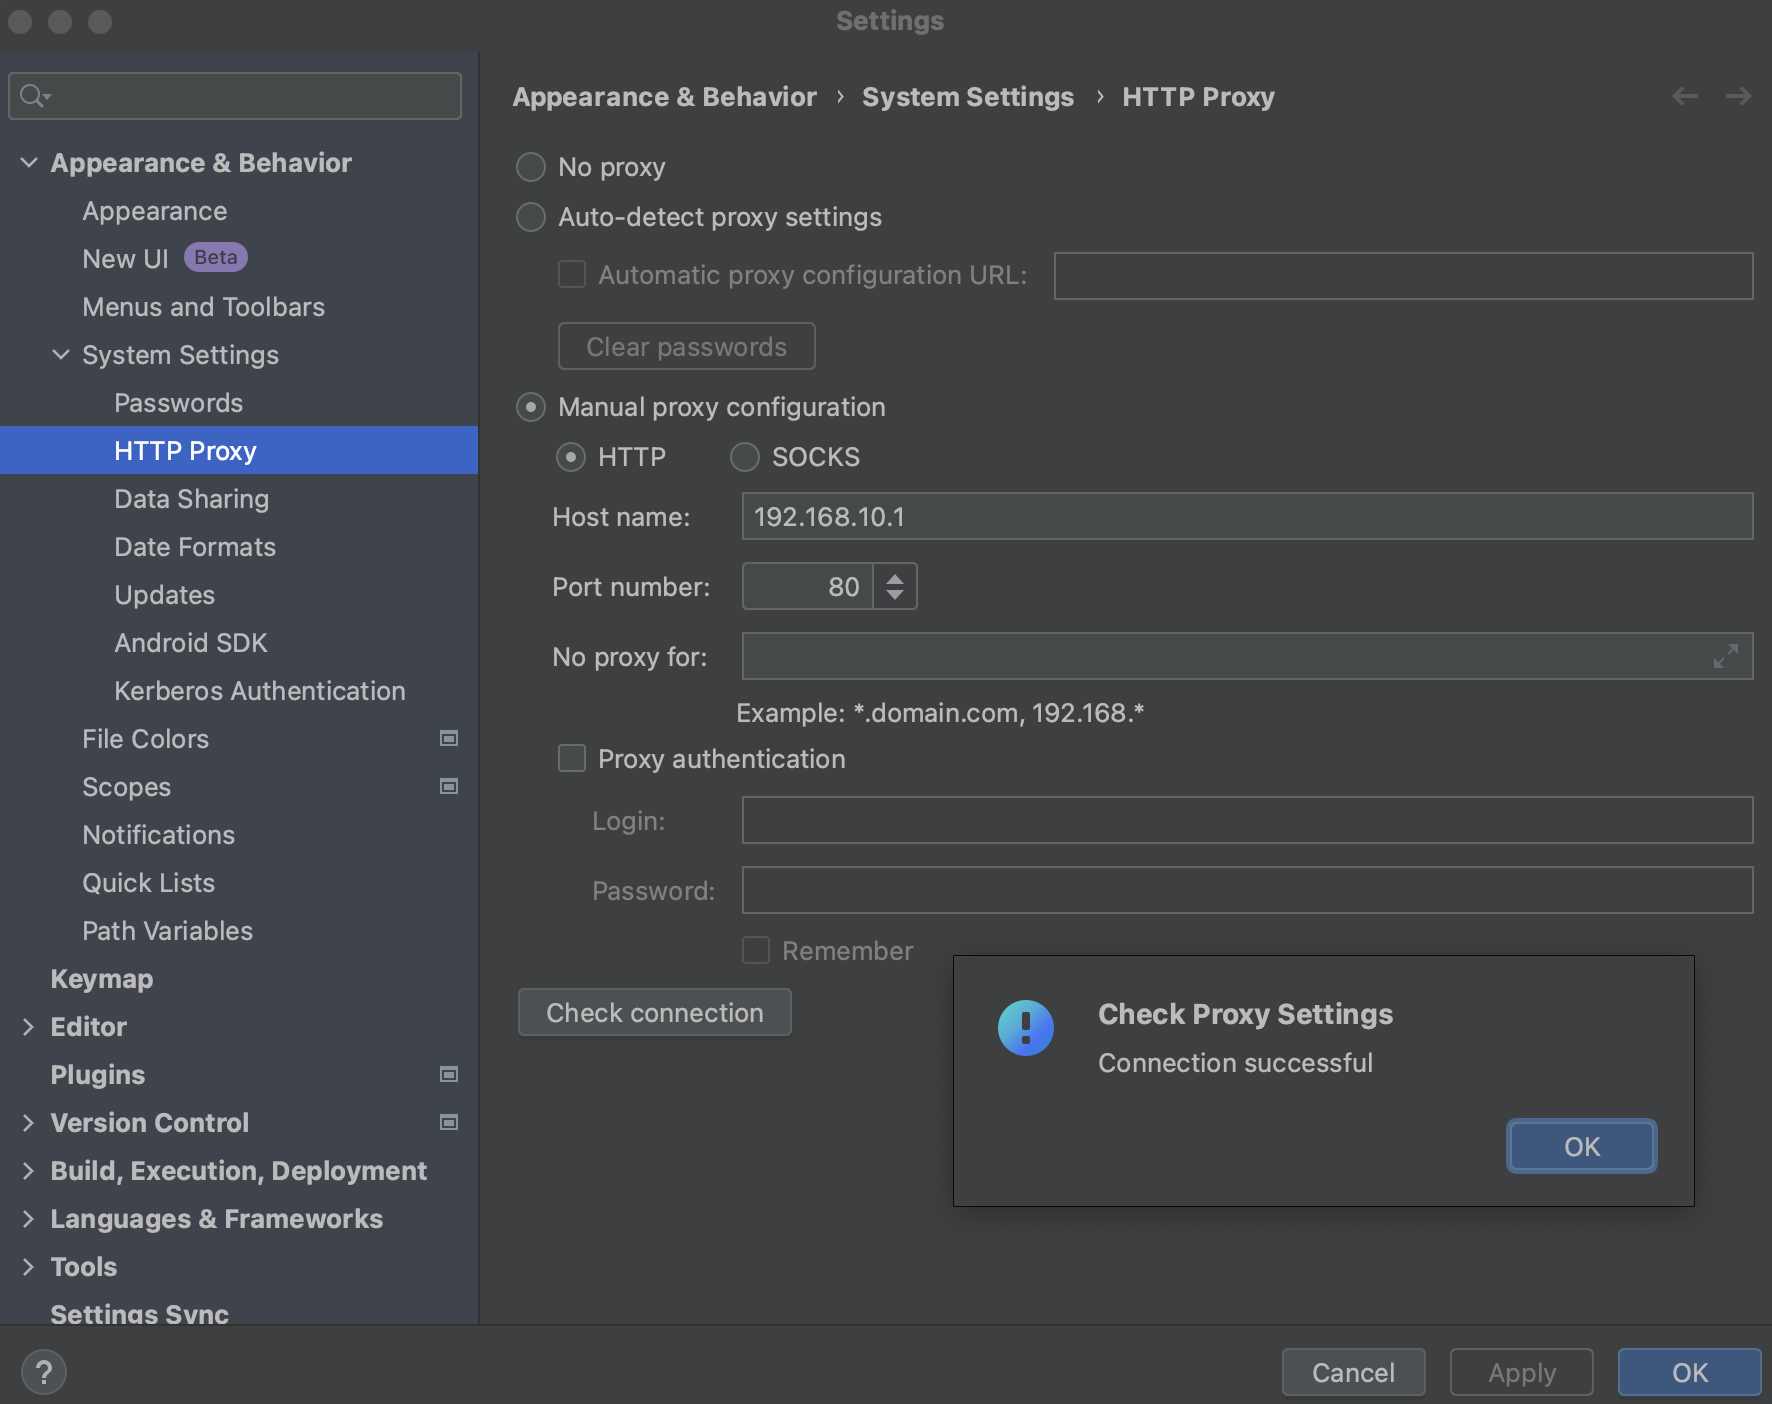 Settings
Appearance & Behavior
Appearance
New UI Beta
Menus and Toolbars
System Settings
Passwords
HTTP Proxy
Data Sharing
Date Formats
Updates
Android SDK
Kerberos Authentication
File Colors
Scopes
Notifications
Quick Lists
Path Variables
Keymap
Editor
Plugins
Version Control
Build, Execution, Deployment
Languages & Frameworks
Tools
Settings Sync
Appearance & Behavior › System Settings › HTTP Proxy
No proxy
Auto-detect proxy settings
Automatic proxy configuration URL:
Clear passwords
Manual proxy configuration
HTTP SOCKS
Host name: 192.168.10.1
Port number: 80
No proxy for:
Example: *.domain.com, 192.168.*
Proxy authentication
Login:
Password:
Remember
Check connection
Check Proxy Settings
Connection successful
OK
?
Cancel Apply OK